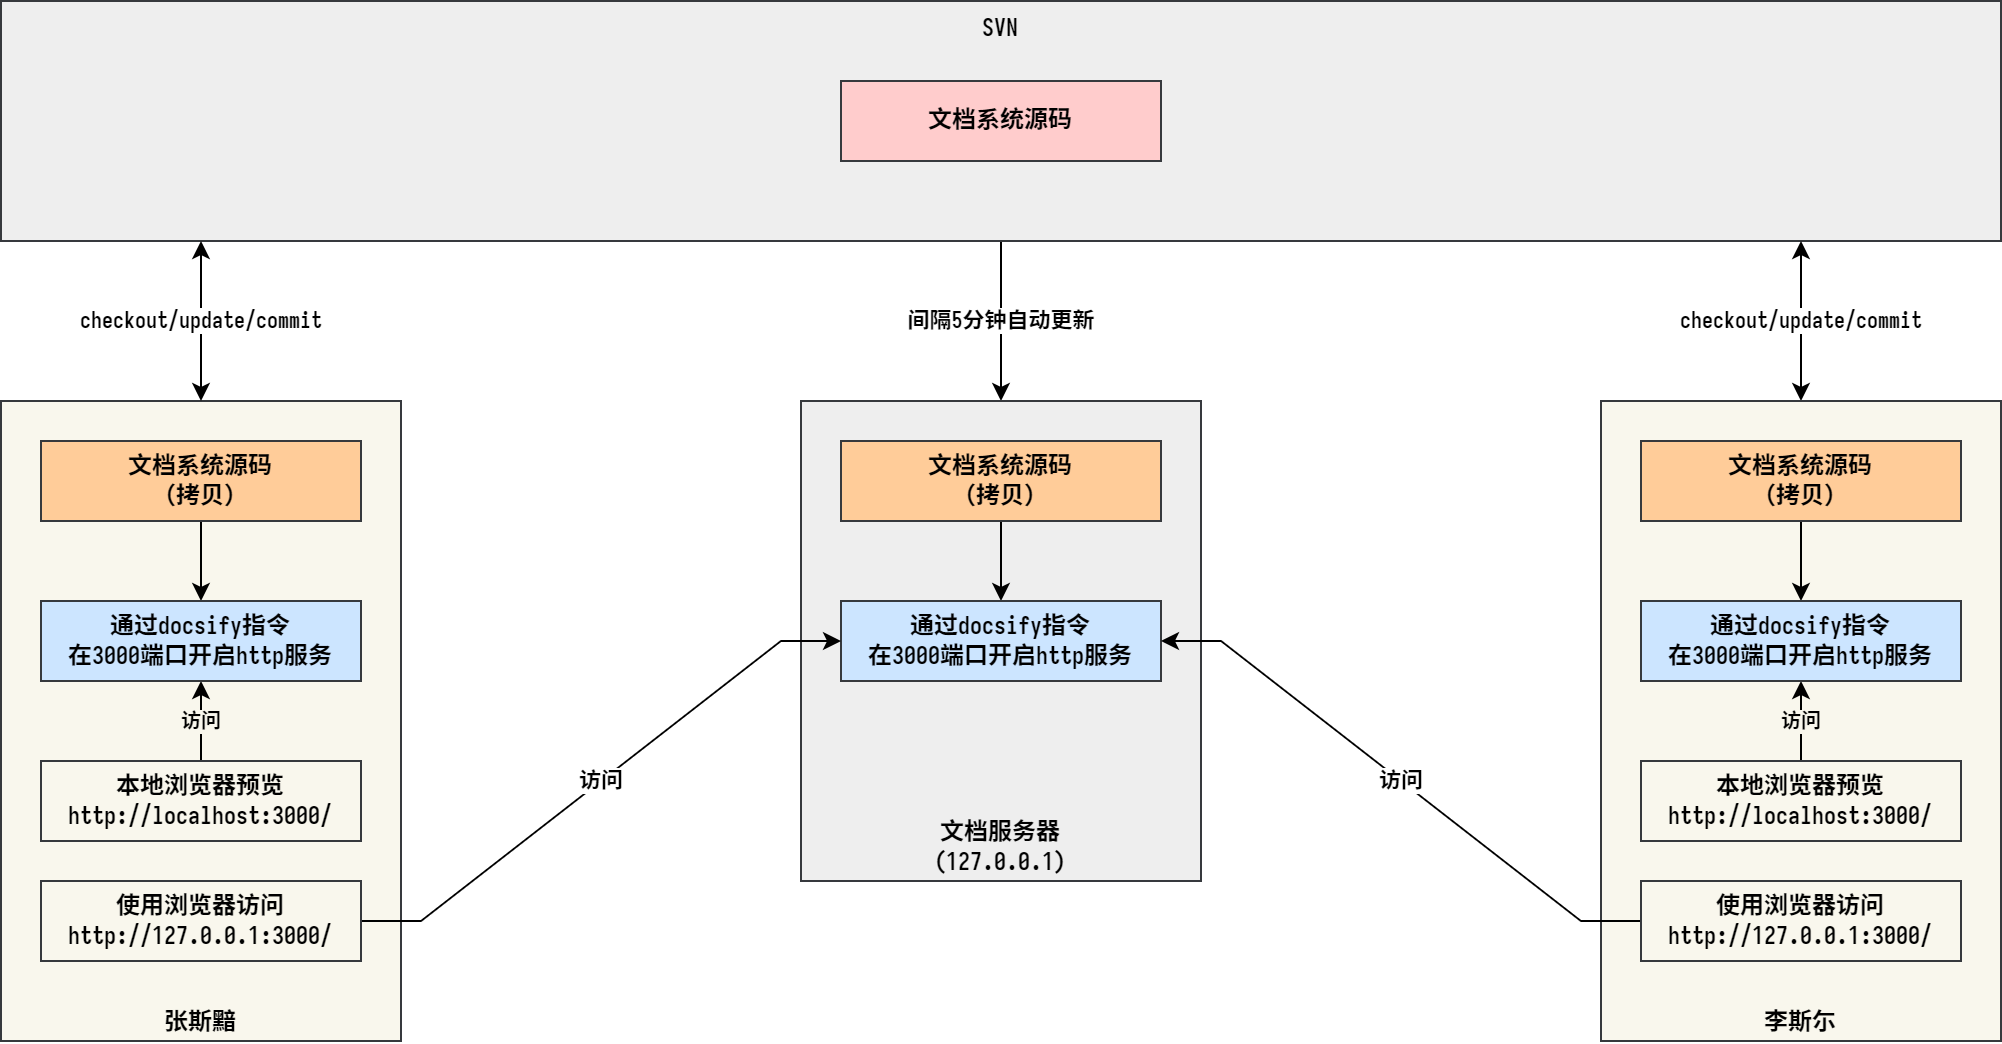 SVN
文档系统源码
checkout/update/commit
间隔5分钟自动更新
checkout/update/commit
文档系统源码
（拷贝）
通过docsify指令
在3000端口开启http服务
访问
本地浏览器预览
http://localhost:3000/
使用浏览器访问
http://127.0.0.1:3000/
张斯黯
访问
文档系统源码
（拷贝）
通过docsify指令
在3000端口开启http服务
文档服务器
(127.0.0.1)
访问
文档系统源码
（拷贝）
通过docsify指令
在3000端口开启http服务
访问
本地浏览器预览
http://localhost:3000/
使用浏览器访问
http://127.0.0.1:3000/
李斯尔